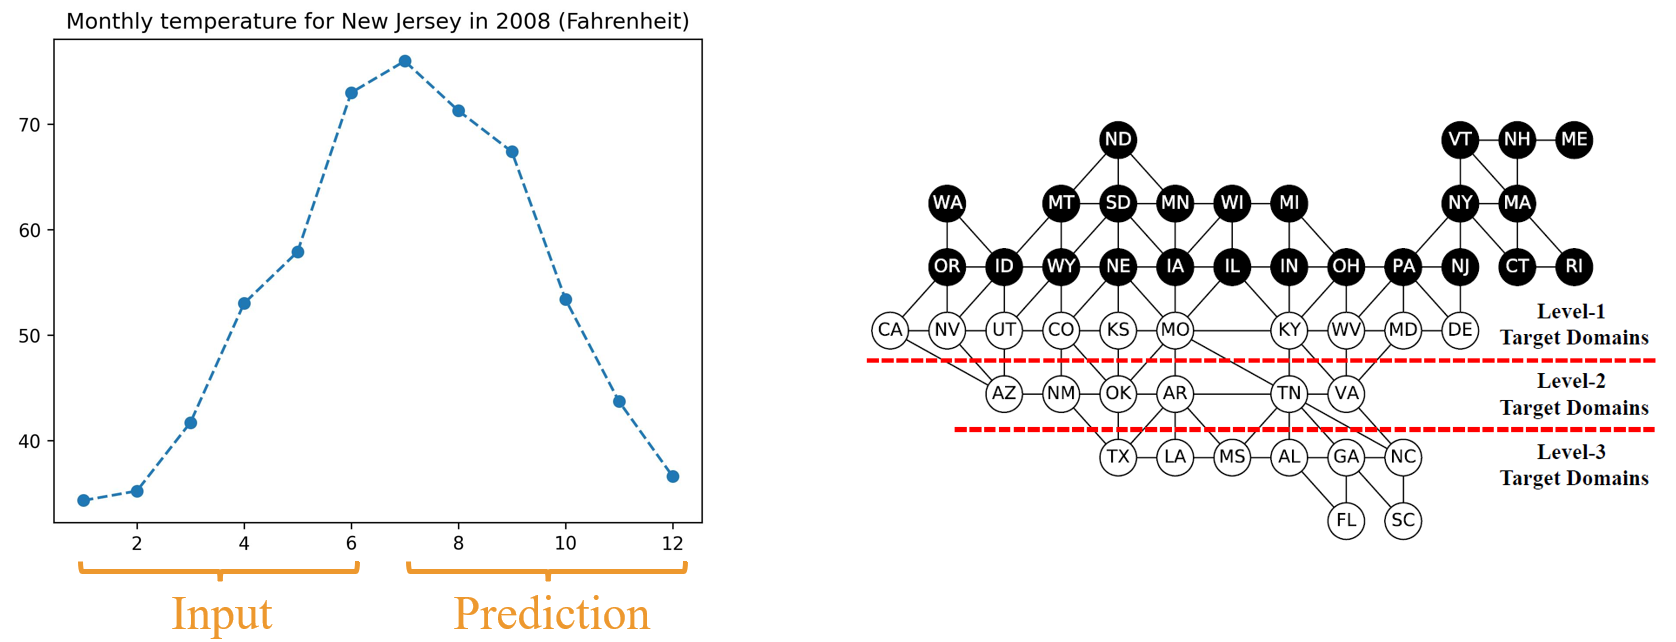 Monthly temperature for New Jersey in 2008 (Fahrenheit)
70
60
50
40
2 4 6 8 10 12
Input Prediction
ND VT NH ME
WA MT SD MN WI MI NY MA
OR ID WY NE IA IL IN OH PA NJ CT RI
CA NV UT CO KS MO KY WV MD DE
Level-1
Target Domains
AZ NM OK AR TN VA
Level-2
Target Domains
TX LA MS AL GA NC
Level-3
Target Domains
FL SC